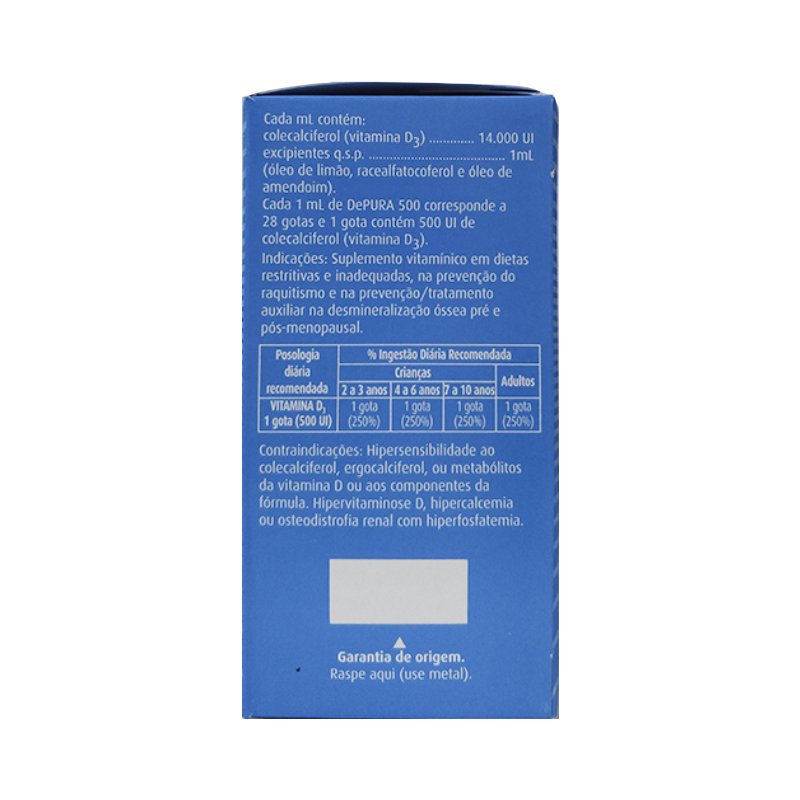 Cada mL contém:
colecalciferol (vitamina D3) ............. 14.000 UI
excipientes q.s.p. ....................................... 1mL
(óleo de limão, racealfatocoferol e óleo de
amendoim).
Cada 1 mL de DePURA 500 corresponde a
28 gotas e 1 gota contém 500 UI de
colecalciferol (vitamina D3).
Indicações: Suplemento vitamínico em dietas
restritivas e inadequadas, na prevenção do
raquitismo e na prevenção/tratamento
auxiliar na desmineralização óssea pré e
pós-menopausal.
Posologia diária recomendada
% Ingestão Diária Recomendada
Crianças
Adultos
2 a 3 anos 4 a 6 anos 7 a 10 anos
VITAMINA D3 1 gota 1 gota 1 gota 1 gota
1 gota (500 UI) (250%) (250%) (250%) (250%)
Contraindicações: Hipersensibilidade ao
colecalciferol, ergocalciferol, ou metabólitos
da vitamina D ou aos componentes da
fórmula. Hipervitaminose D, hipercalcemia
ou osteodistrofia renal com hiperfosfatemia.
Garantia de origem.
Raspe aqui (use metal).